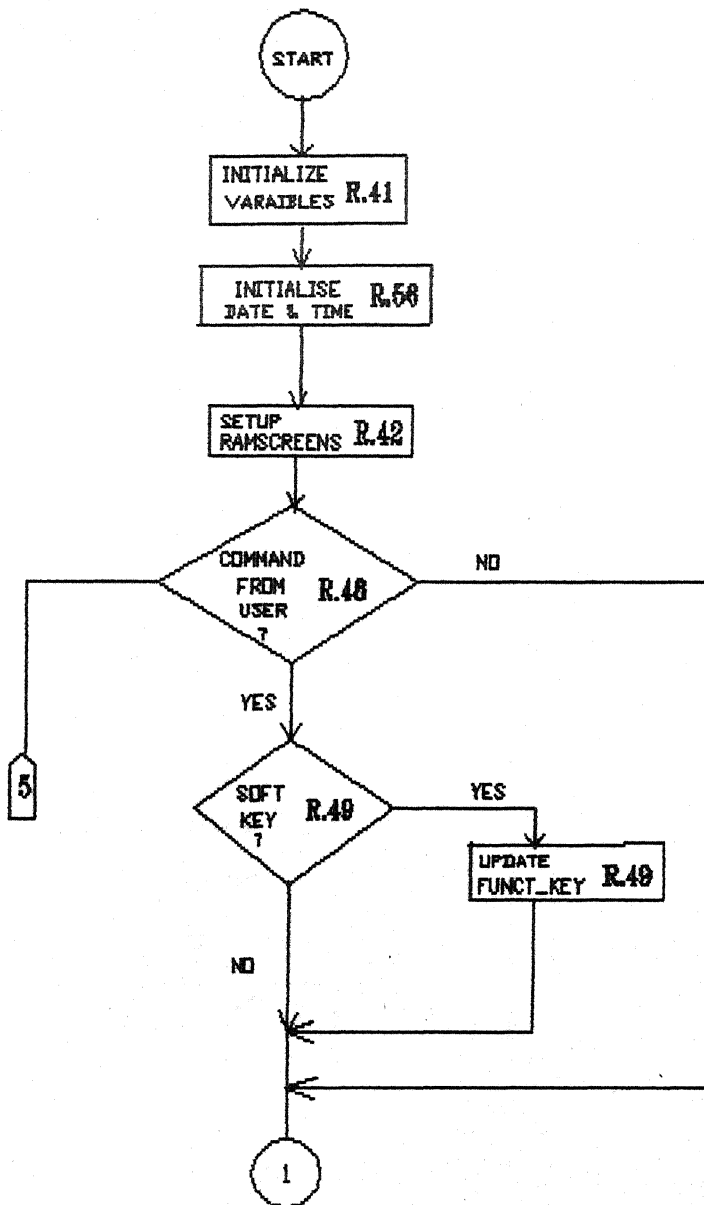 START
INITIALIZE
VARAIBLES R.41
INITIALISE
DATE & TIME R.56
SETUP
RAMSCREENS R.42
COMMAND
FROM
USER
?
R.48
NO
YES
5
SOFT
KEY
?
R.49
YES
UPDATE
FUNCT_KEY R.49
NO
1